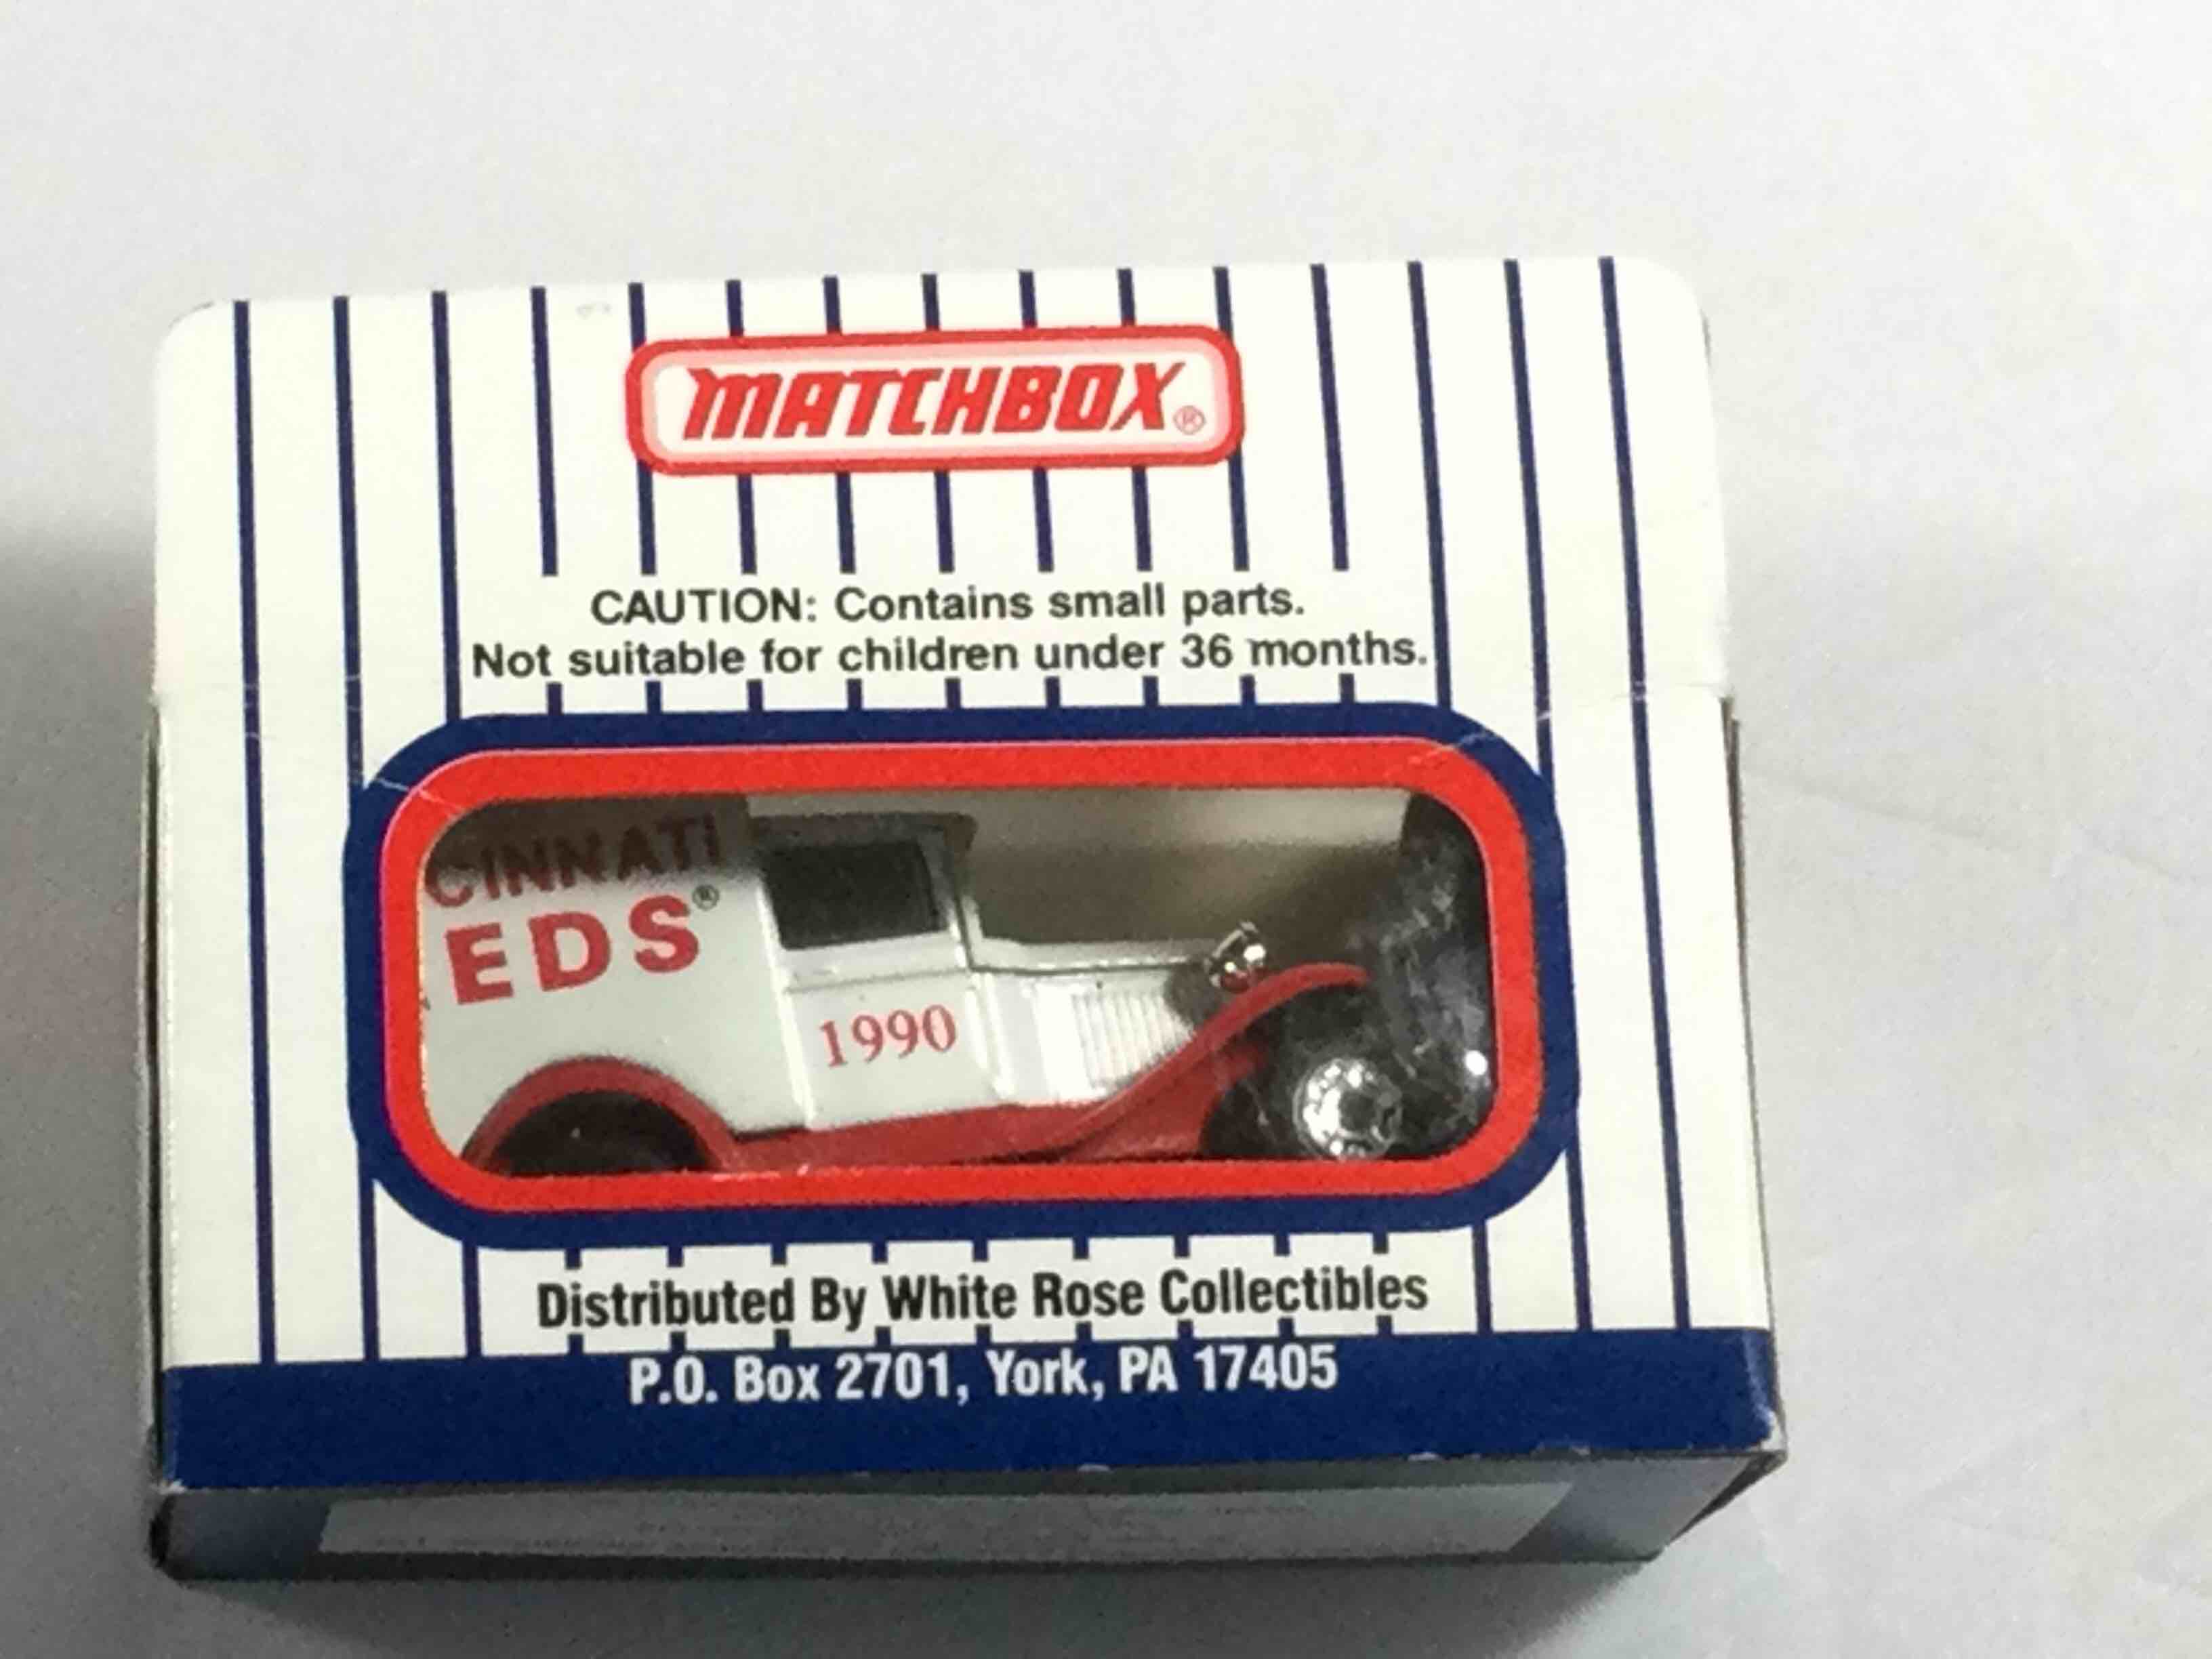 MATCHBOX®
CAUTION: Contains small parts.
Not suitable for children under 36 months.
CINNATI
EDS®
1990
Distributed By White Rose Collectibles
P.O. Box 2701, York, PA 17405